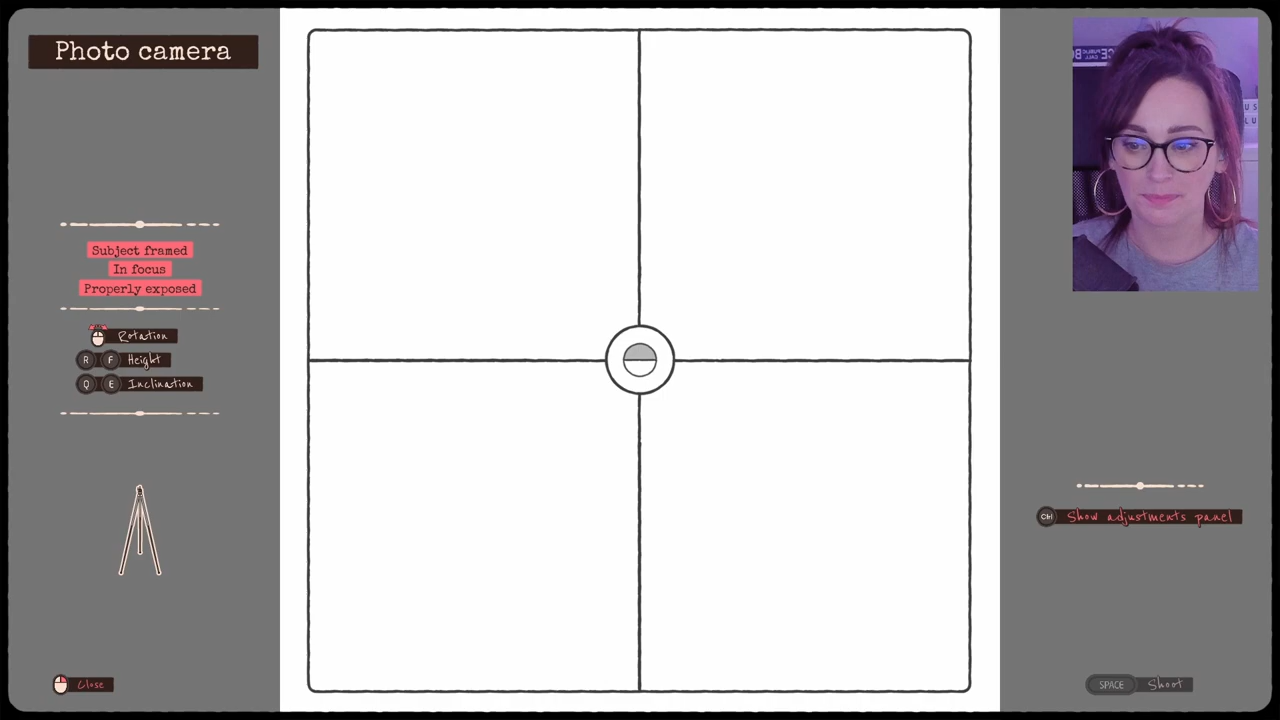 Photo camera
Subject framed
In focus
Properly exposed
Rotation
R F Height
Q E Inclination
Ctrl Show adjustments panel
Close
SPACE Shoot